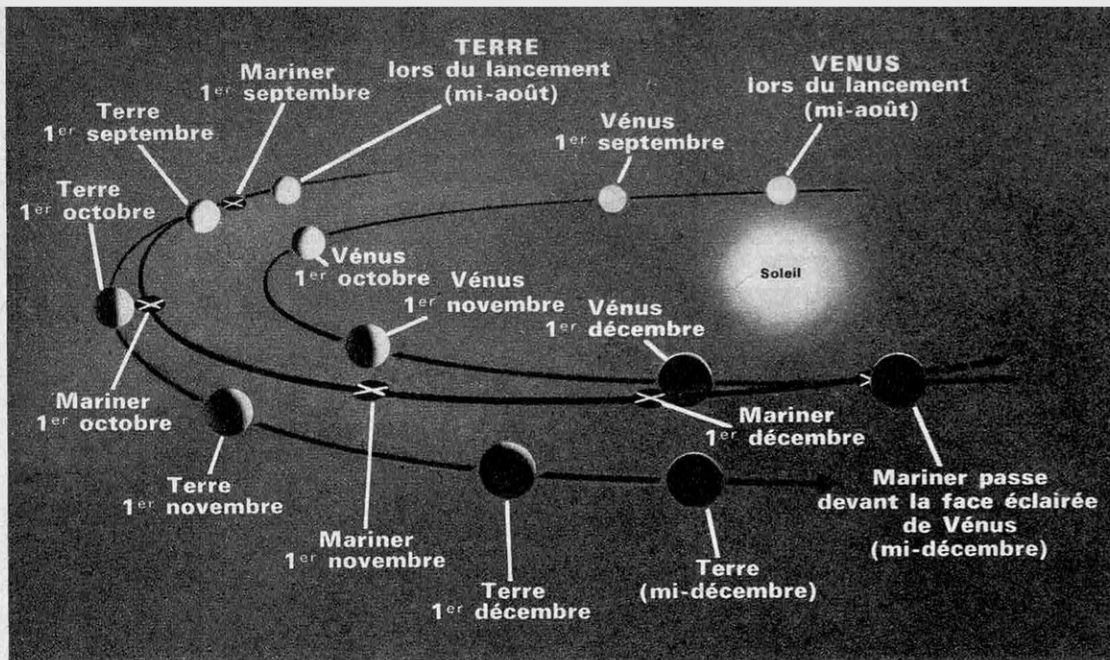 TERRE
lors du lancement
(mi-août)
VENUS
lors du lancement
(mi-août)
Mariner
1er septembre
Terre
1er septembre
Vénus
1er septembre
Terre
1er octobre
Vénus
1er octobre
Vénus
1er novembre
Soleil
Vénus
1er décembre
Mariner
1er octobre
Mariner
1er décembre
Terre
1er novembre
Mariner
1er novembre
Mariner passe
devant la face éclairée
de Vénus
(mi-décembre)
Terre
1er décembre
Terre
(mi-décembre)